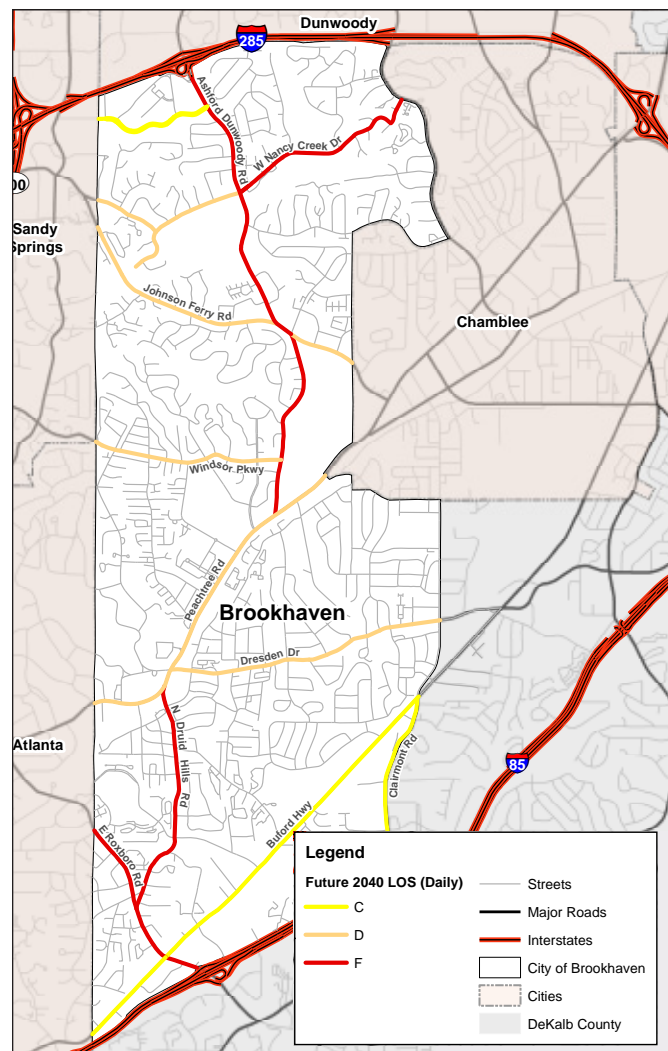 Dunwoody
285
Ashford Dunwoody Rd
W Nancy Creek Dr
00
Sandy
Springs
Johnson Ferry Rd
Chamblee
Windsor Pkwy
Peachtree Rd
Brookhaven
Dresden Dr
N Druid Hills Rd
Atlanta
Clairmont Rd
85
Buford Hwy
E Roxboro Rd
Legend
Future 2040 LOS (Daily)
C
D
F
Streets
Major Roads
Interstates
City of Brookhaven
Cities
DeKalb County